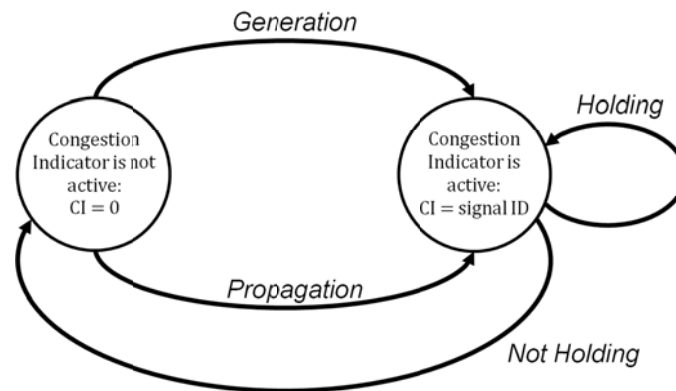 Generation
Holding
Congestion
Indicator is not
active:
CI = 0
Congestion
Indicator is
active:
CI = signal ID
Propagation
Not Holding